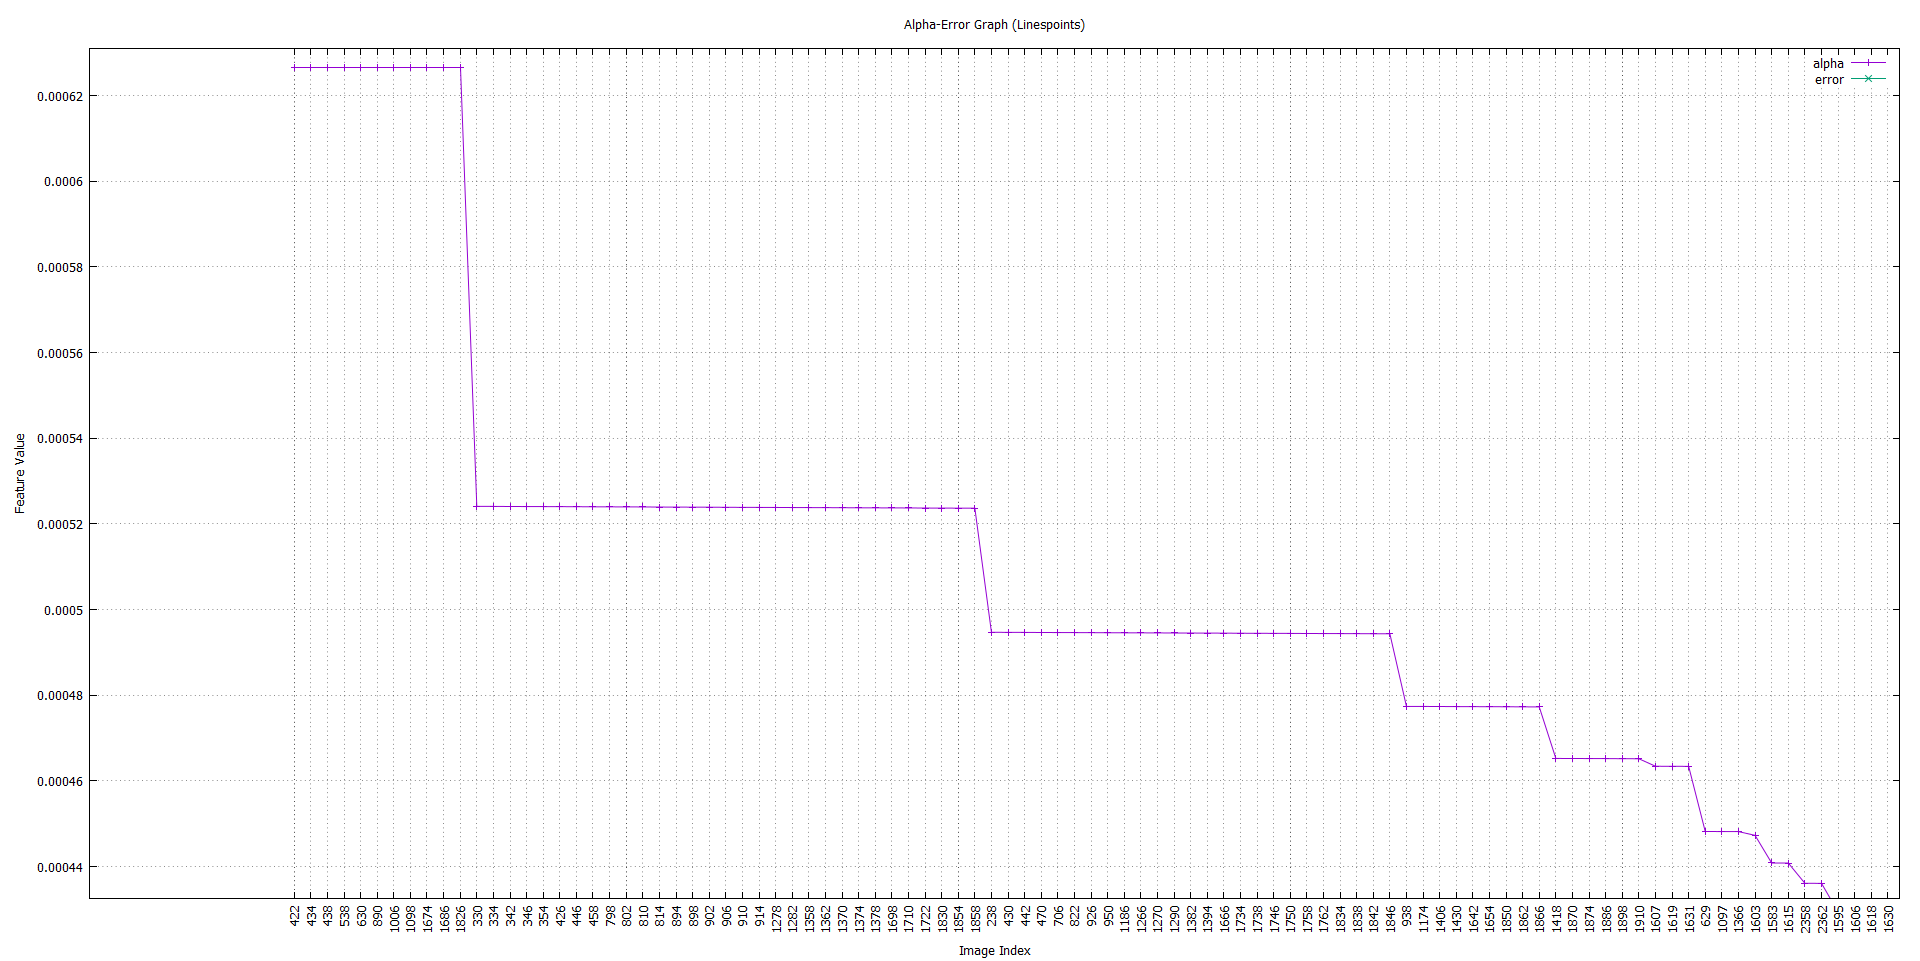 Alpha-Error Graph (Linespoints)
alpha
error
0.00062
0.0006
0.00058
0.00056
0.00054
0.00052
0.0005
0.00048
0.00046
0.00044
Feature Value
422 434 438 538 630 890 1006 1098 1674 1686 1826 330 334 342 346 354 426 446 458 798 802 810 814 894 898 902 906 910 914 1278 1282 1358 1362 1370 1374 1378 1698 1710 1722 1830 1854 1858 238 430 442 470 706 822 926 950 1186 1266 1270 1290 1382 1394 1666 1734 1738 1746 1750 1758 1762 1834 1838 1842 1846 938 1174 1406 1430 1642 1654 1850 1862 1866 1418 1870 1874 1886 1898 1910 1607 1619 1631 629 1097 1366 1603 1583 1615 2358 2362 1595 1606 1618 1630
Image Index